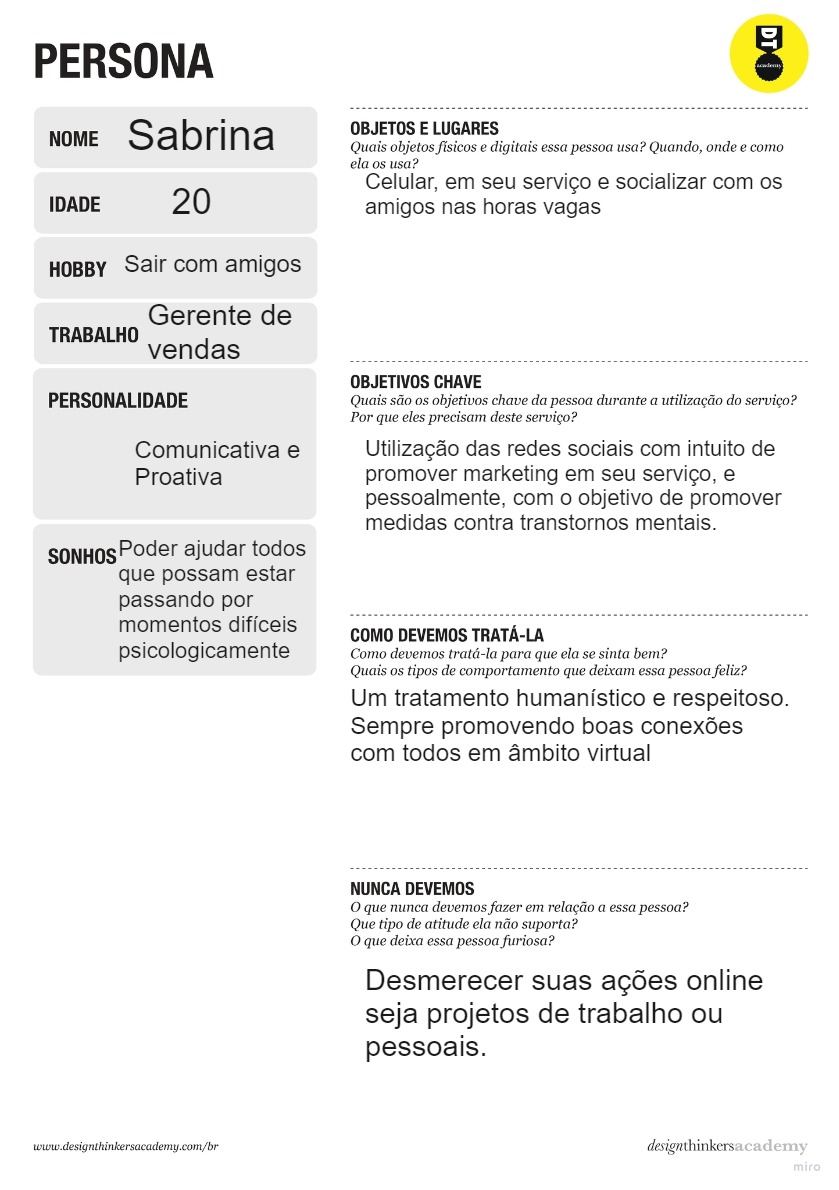 PERSONA
DT
academy
NOME Sabrina
IDADE 20
HOBBY Sair com amigos
TRABALHO Gerente de
vendas
PERSONALIDADE
Comunicativa e
Proativa
SONHOS Poder ajudar todos
que possam estar
passando por
momentos difíceis
psicologicamente
OBJETOS E LUGARES
Quais objetos físicos e digitais essa pessoa usa? Quando, onde e como
ela os usa?
Celular, em seu serviço e socializar com os
amigos nas horas vagas
OBJETIVOS CHAVE
Quais são os objetivos chave da pessoa durante a utilização do serviço?
Por que eles precisam deste serviço?
Utilização das redes sociais com intuito de
promover marketing em seu serviço, e
pessoalmente, com o objetivo de promover
medidas contra transtornos mentais.
COMO DEVEMOS TRATÁ-LA
Como devemos tratá-la para que ela se sinta bem?
Quais os tipos de comportamento que deixam essa pessoa feliz?
Um tratamento humanístico e respeitoso.
Sempre promovendo boas conexões
com todos em âmbito virtual
NUNCA DEVEMOS
O que nunca devemos fazer em relação a essa pessoa?
Que tipo de atitude ela não suporta?
O que deixa essa pessoa furiosa?
Desmerecer suas ações online
seja projetos de trabalho ou
pessoais.
www.designthinkersacademy.com/br
designthinkersacademy
miro